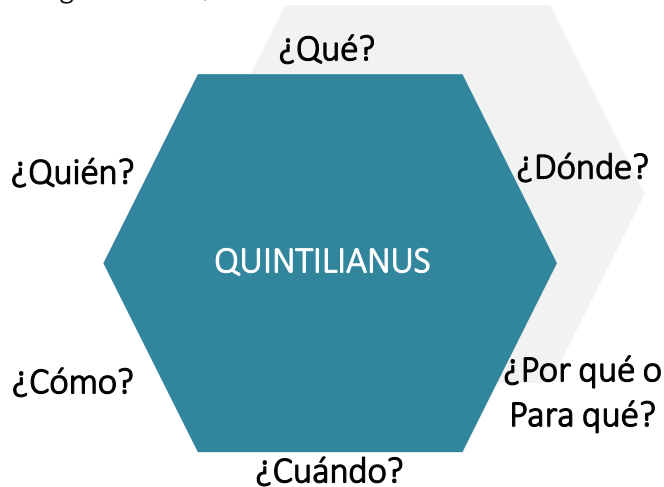 ¿Qué?
¿Quién?
¿Dónde?
QUINTILIANUS
¿Cómo?
¿Por qué o
Para qué?
¿Cuándo?